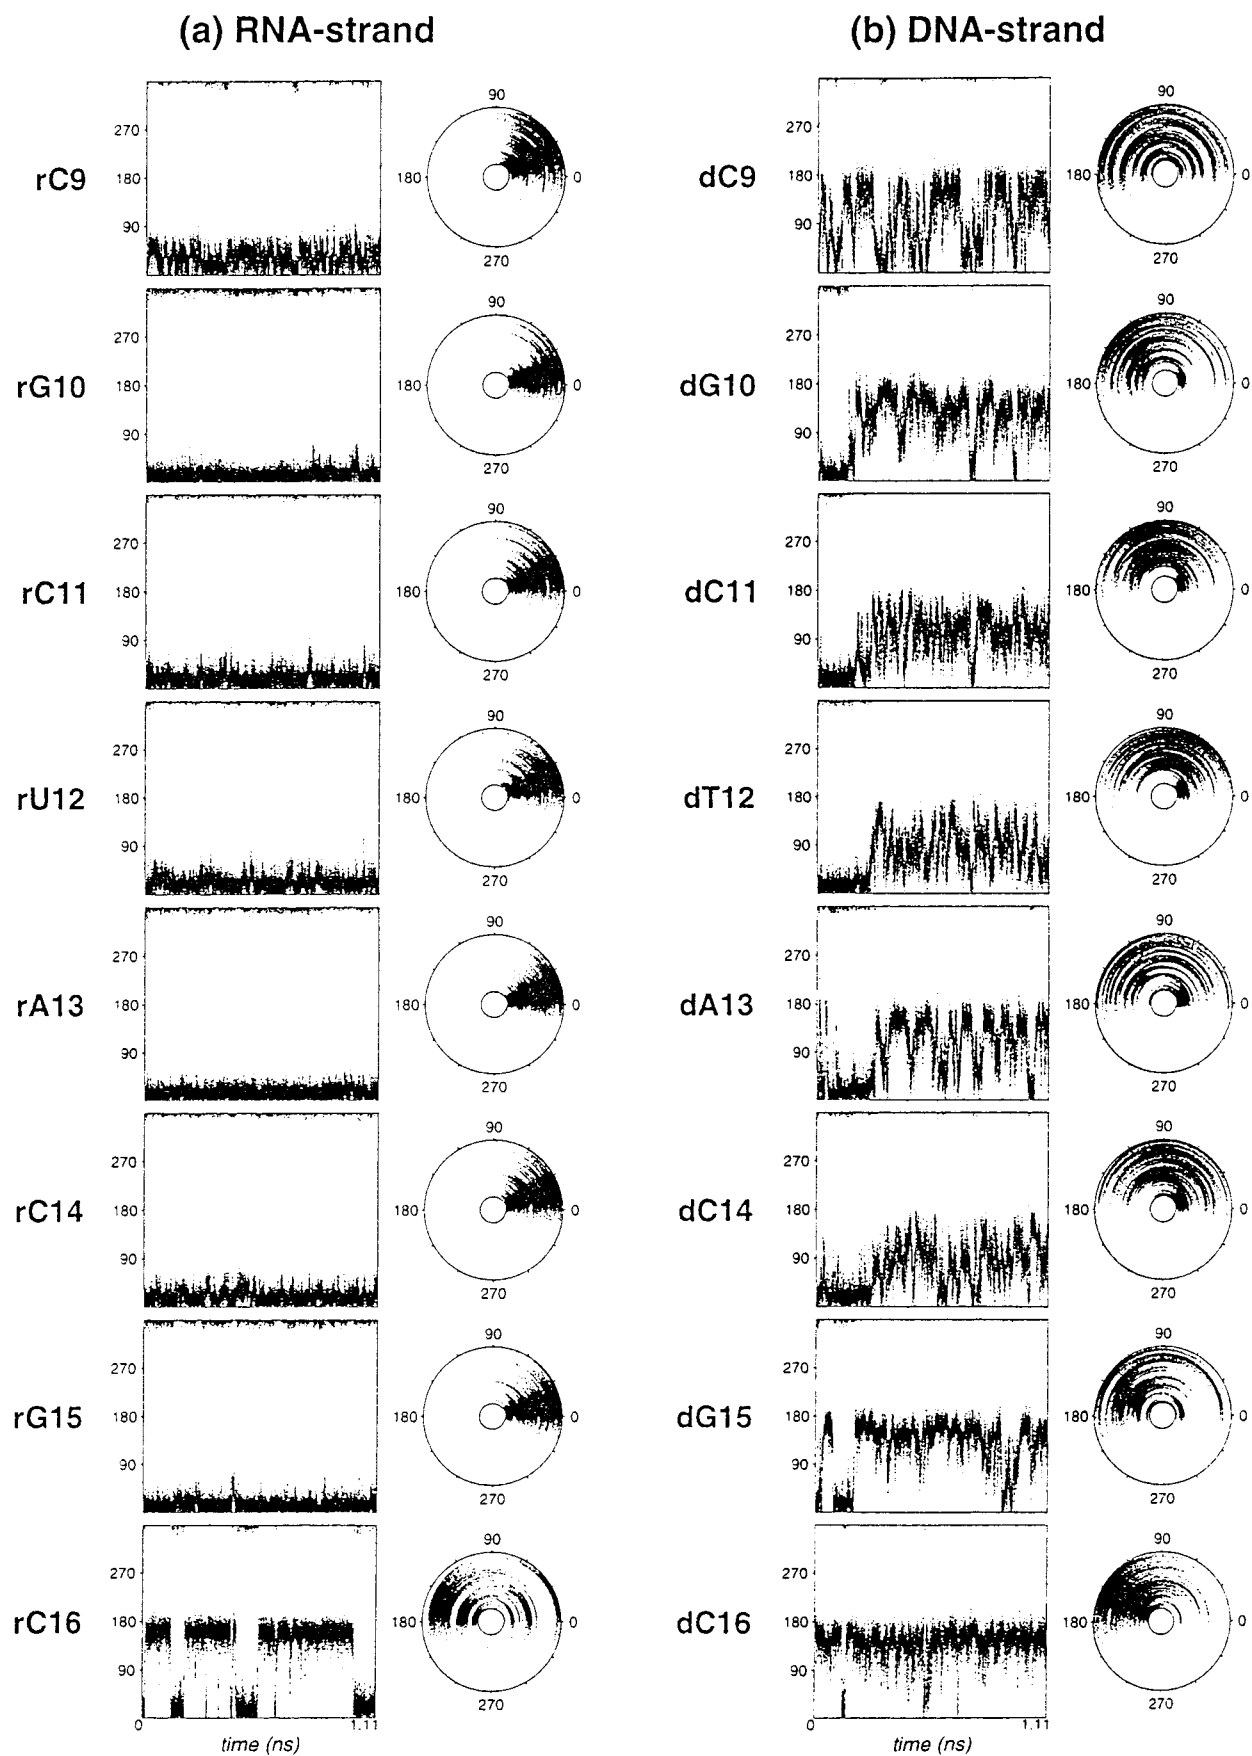 (a) RNA-strand (b) DNA-strand
rC9 270 180 90 90 180 0 270 dC9 270 180 90 90 180 0 270
rG10 270 180 90 90 180 0 270 dG10 270 180 90 90 180 0 270
rC11 270 180 90 90 180 0 270 dC11 270 180 90 90 180 0 270
rU12 270 180 90 90 180 0 270 dT12 270 180 90 90 180 0 270
rA13 270 180 90 90 180 0 270 dA13 270 180 90 90 180 0 270
rC14 270 180 90 90 180 0 270 dC14 270 180 90 90 180 0 270
rG15 270 180 90 90 180 0 270 dG15 270 180 90 90 180 0 270
rC16 270 180 90 90 180 0 270 dC16 270 180 90 90 180 0 270
0 1.11 0 1.11
time (ns) time (ns)